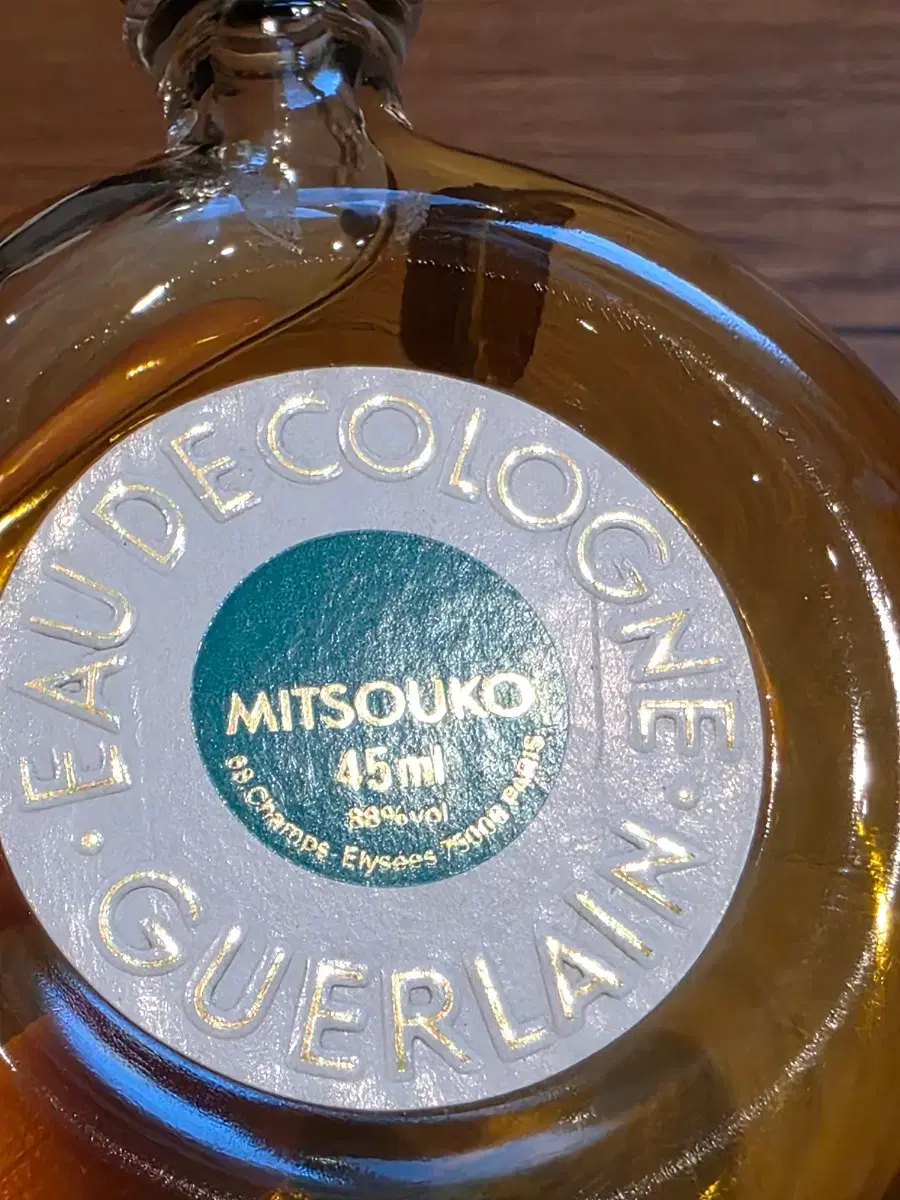 EAU DE COLOGNE
MITSOUKO
45 ml
88% vol
68, Champs - Elysées 75008 PARIS
· GUERLAIN ·